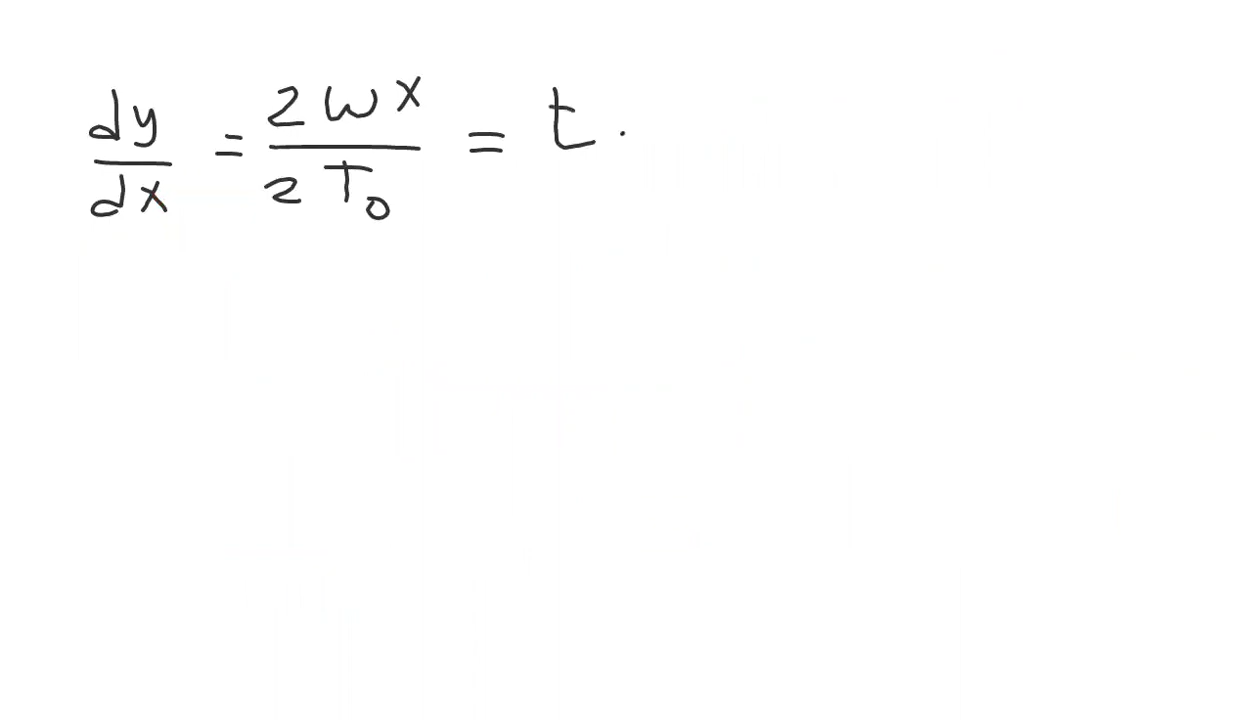 dy/dx = 2wx/2T₀ = t.